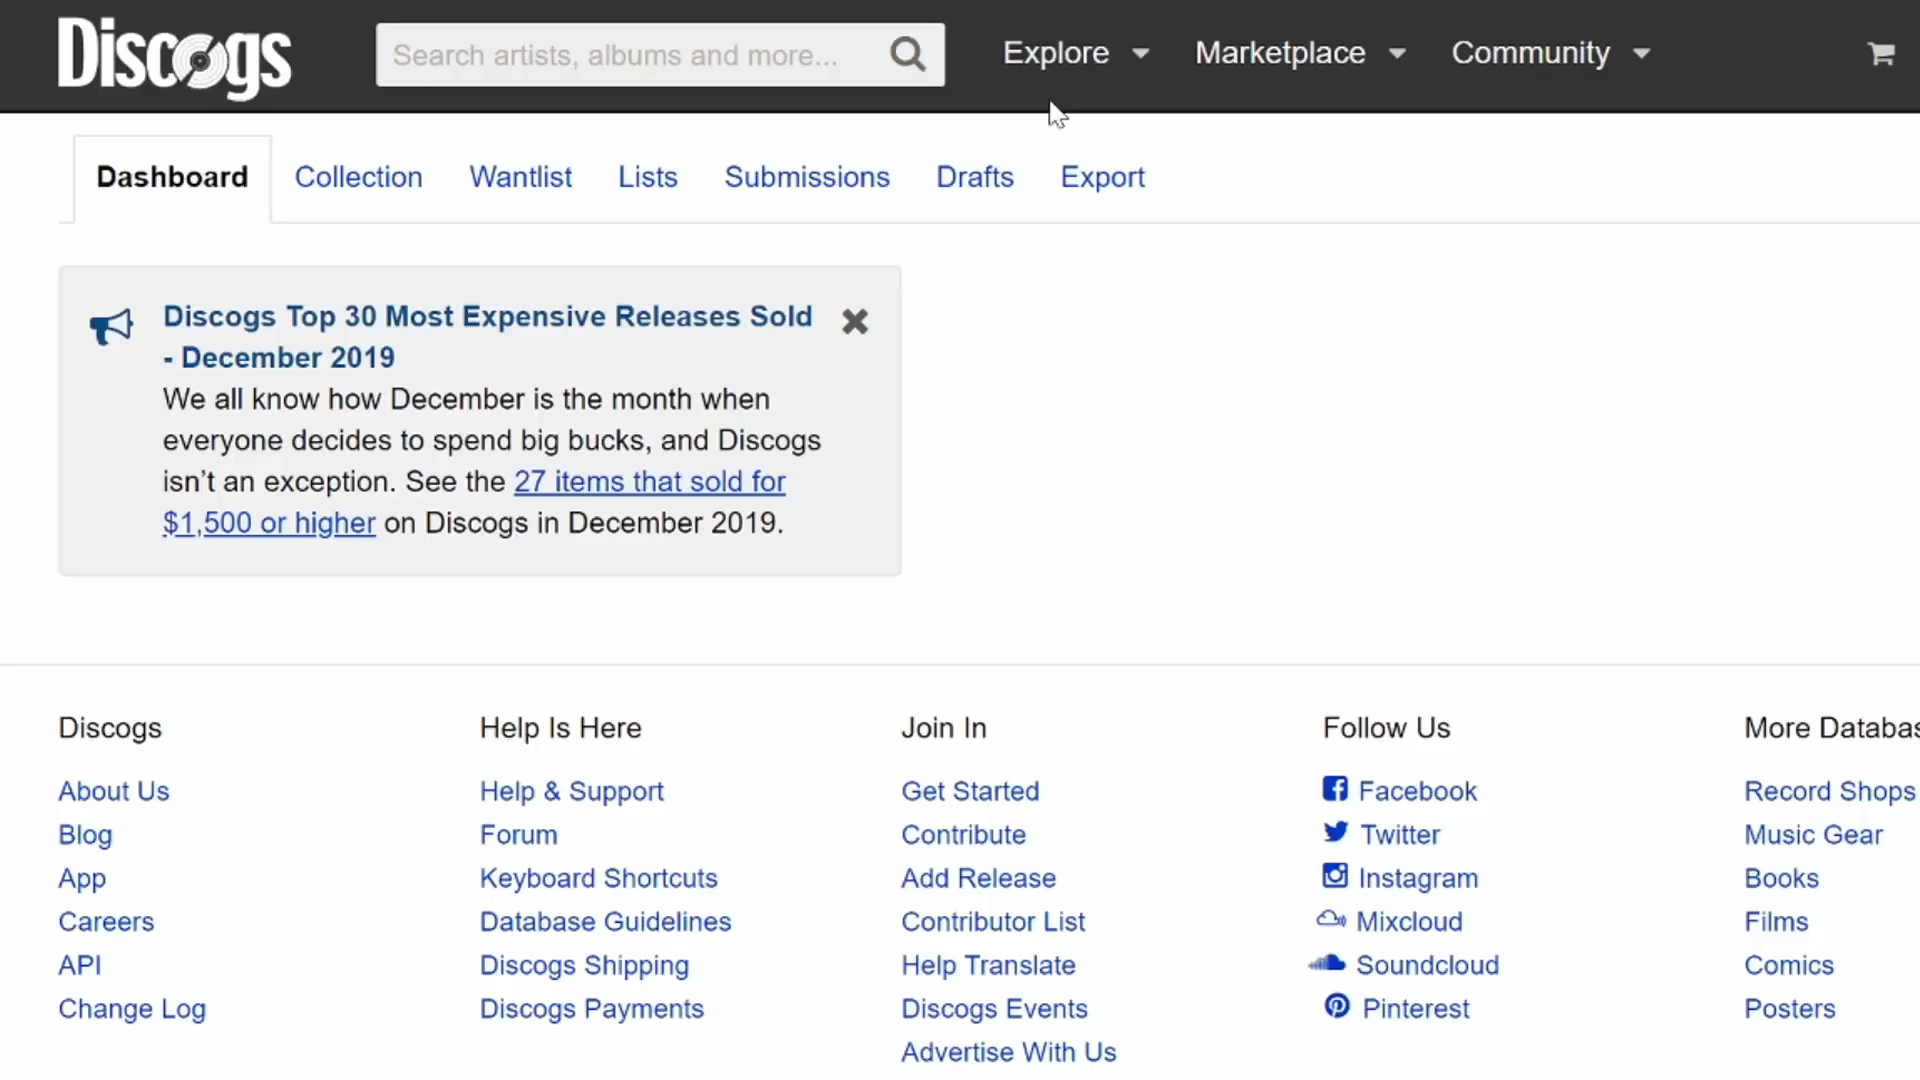 Discogs
Search artists, albums and more...
Explore
Marketplace
Community
Dashboard
Collection
Wantlist
Lists
Submissions
Drafts
Export
Discogs Top 30 Most Expensive Releases Sold
- December 2019
We all know how December is the month when
everyone decides to spend big bucks, and Discogs
isn’t an exception. See the 27 items that sold for
$1,500 or higher on Discogs in December 2019.
Discogs
About Us
Blog
App
Careers
API
Change Log
Help Is Here
Help & Support
Forum
Keyboard Shortcuts
Database Guidelines
Discogs Shipping
Discogs Payments
Join In
Get Started
Contribute
Add Release
Contributor List
Help Translate
Discogs Events
Advertise With Us
Follow Us
Facebook
Twitter
Instagram
Mixcloud
Soundcloud
Pinterest
More Databas
Record Shops
Music Gear
Books
Films
Comics
Posters